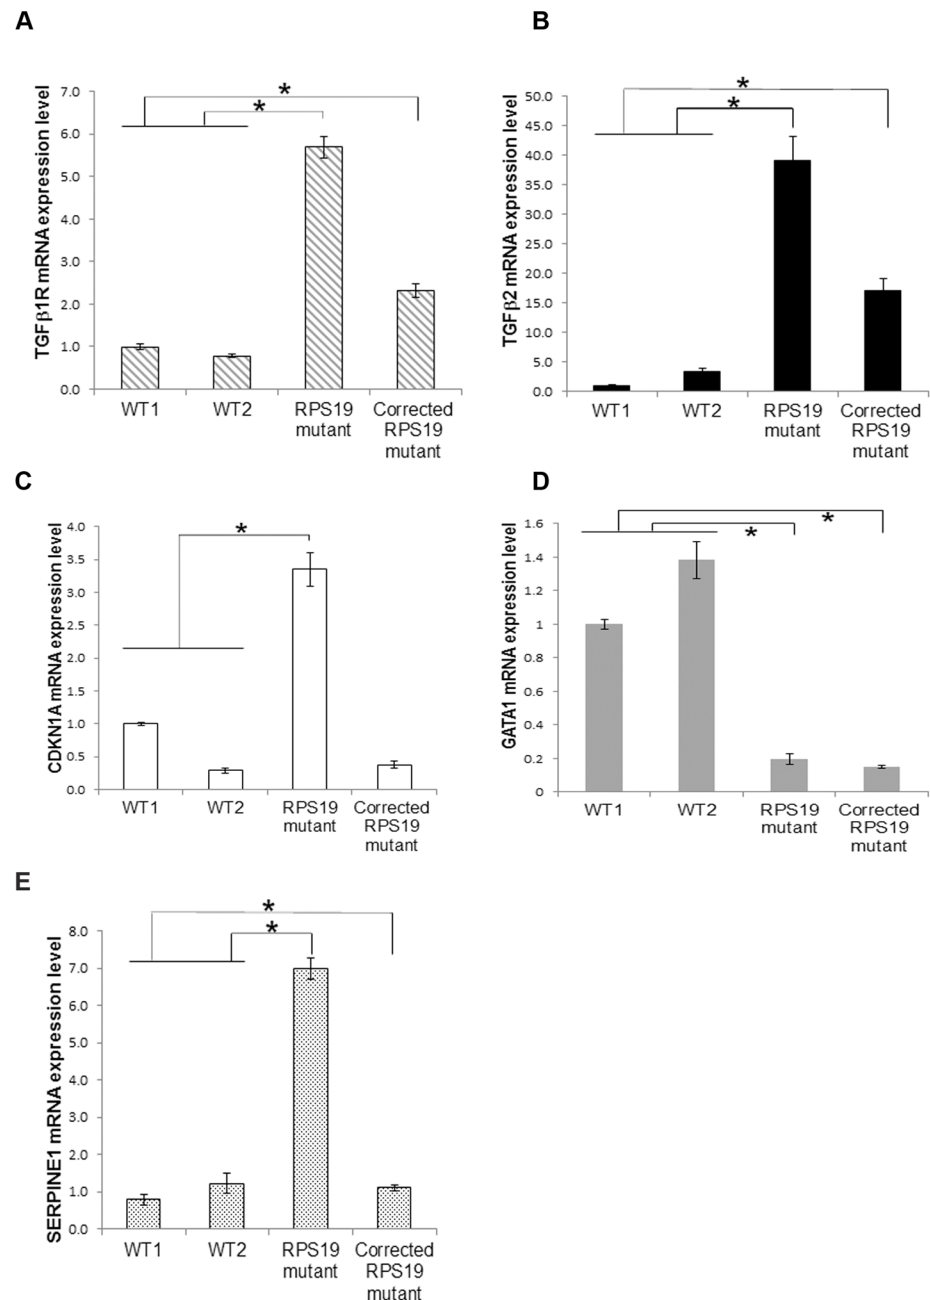 A
TGFβ1R mRNA expression level
7.0
6.0
5.0
4.0
3.0
2.0
1.0
0.0
*
*
WT1
WT2
RPS19
mutant
Corrected
RPS19
mutant
B
TGFβ2 mRNA expression level
50.0
45.0
40.0
35.0
30.0
25.0
20.0
15.0
10.0
5.0
0.0
*
*
WT1
WT2
RPS19
mutant
Corrected
RPS19
mutant
C
CDKN1A mRNA expression level
4.0
3.5
3.0
2.5
2.0
1.5
1.0
0.5
0.0
*
WT1
WT2
RPS19
mutant
Corrected
RPS19
mutant
D
GATA1 mRNA expression level
1.6
1.4
1.2
1
0.8
0.6
0.4
0.2
0
*
*
WT1
WT2
RPS19
mutant
Corrected
RPS19
mutant
E
SERPINE1 mRNA expression level
8.0
7.0
6.0
5.0
4.0
3.0
2.0
1.0
0.0
*
*
WT1
WT2
RPS19
mutant
Corrected
RPS19
mutant